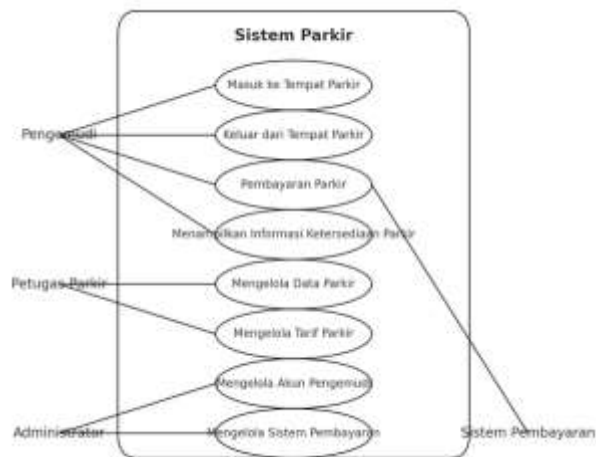 Sistem Parkir
Masuk ke Tempat Parkir
Pengemudi
Keluar dari Tempat Parkir
Pembayaran Parkir
Menampilkan Informasi Ketersediaan Parkir
Petugas Parkir
Mengelola Data Parkir
Mengelola Tarif Parkir
Mengelola Akun Pengemudi
Administrator
Mengelola Sistem Pembayaran
Sistem Pembayaran